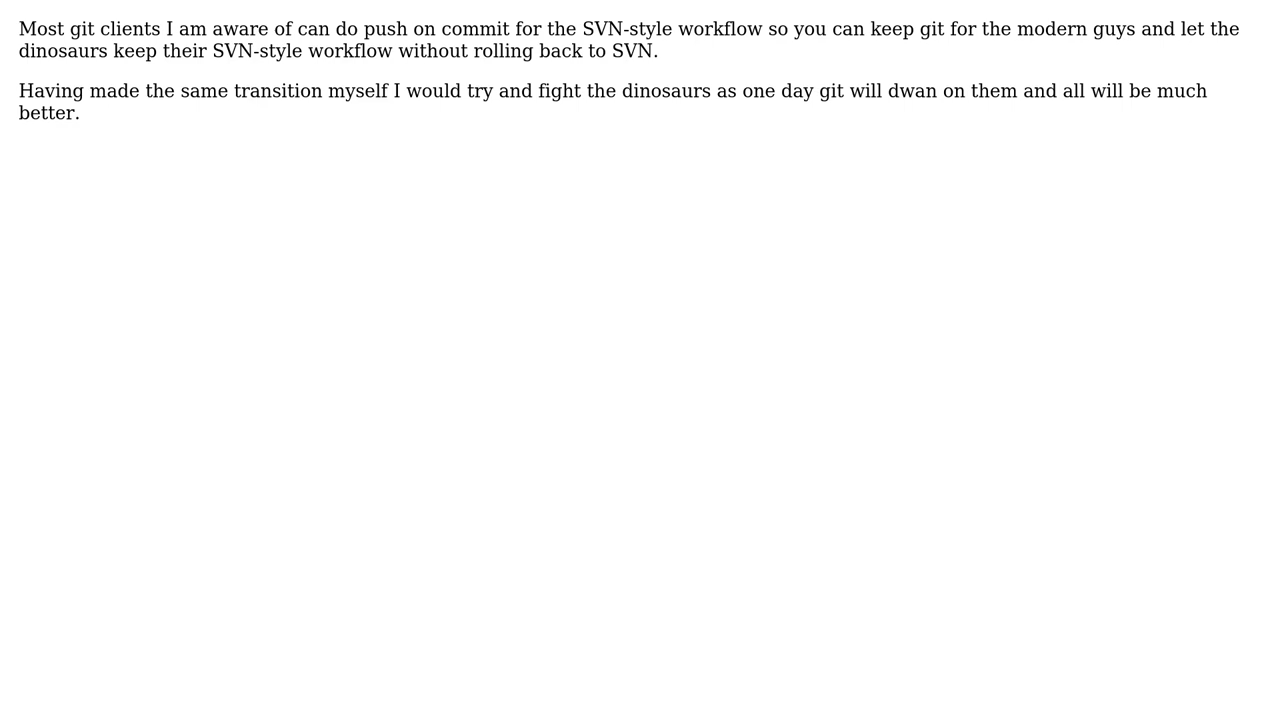 Most git clients I am aware of can do push on commit for the SVN-style workflow so you can keep git for the modern guys and let the
dinosaurs keep their SVN-style workflow without rolling back to SVN.
Having made the same transition myself I would try and fight the dinosaurs as one day git will dwan on them and all will be much
better.